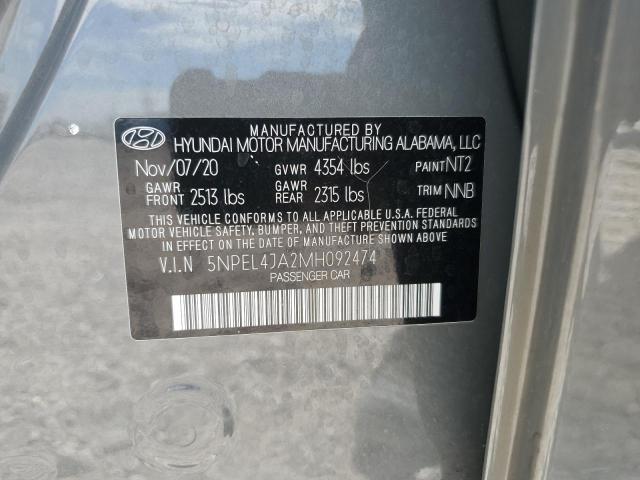 MANUFACTURED BY
HYUNDAI MOTOR MANUFACTURING ALABAMA, LLC
Nov/07/20 GVWR 4354 lbs PAINT NT2
GAWR FRONT 2513 lbs GAWR REAR 2315 lbs TRIM NNB
THIS VEHICLE CONFORMS TO ALL APPLICABLE U.S.A. FEDERAL
MOTOR VEHICLE SAFETY, BUMPER, AND THEFT PREVENTION STANDARDS
IN EFFECT ON THE DATE OF MANUFACTURE SHOWN ABOVE.
V.I.N 5NPEL4JA2MH092474
PASSENGER CAR